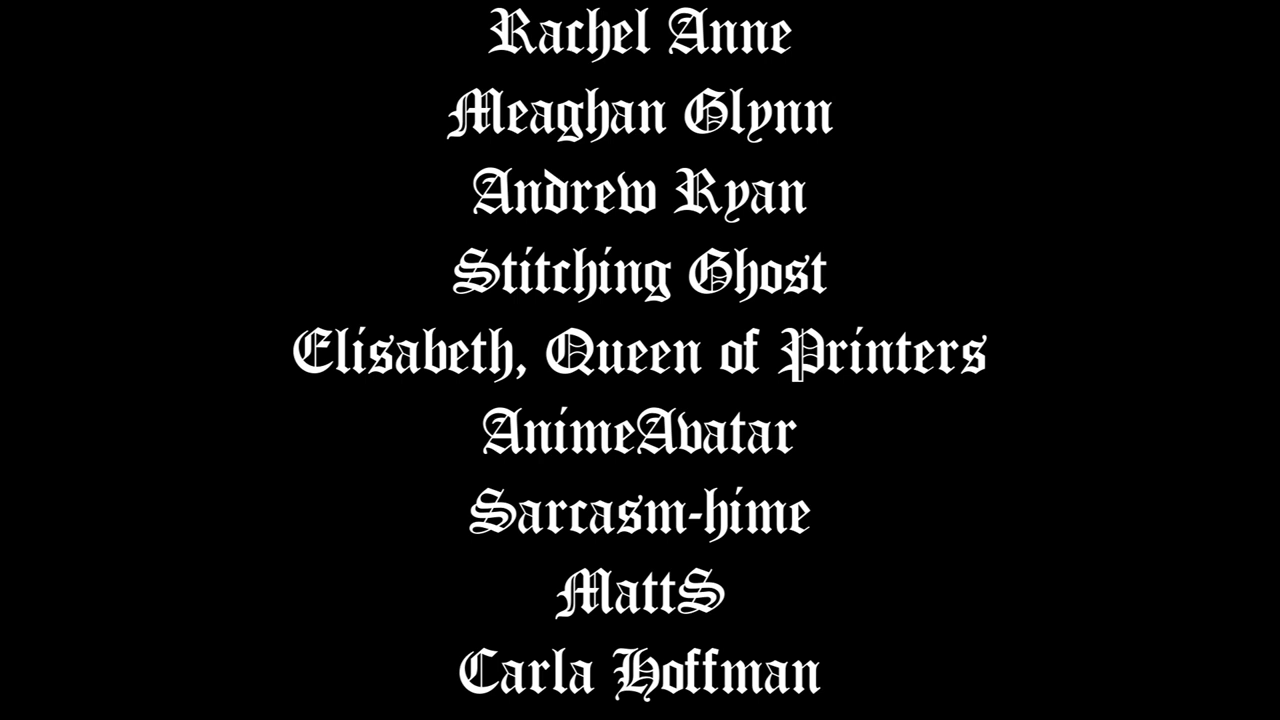 Rachel Anne
Meaghan Glynn
Andrew Ryan
Stitching Ghost
Elisabeth, Queen of Printers
AnimeAvatar
Sarcasm-hime
MattS
Carla Hoffman